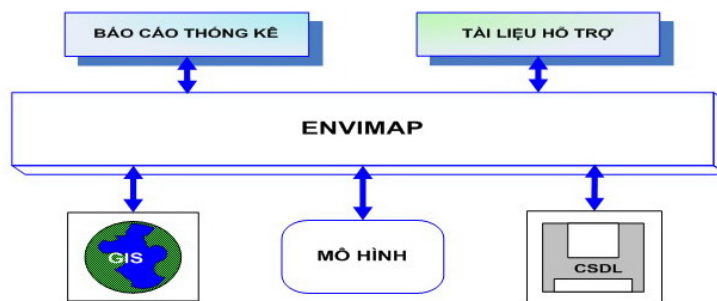 BÁO CÁO THỐNG KÊ
TÀI LIỆU HỖ TRỢ
ENVIMAP
GIS
MÔ HÌNH
CSDL